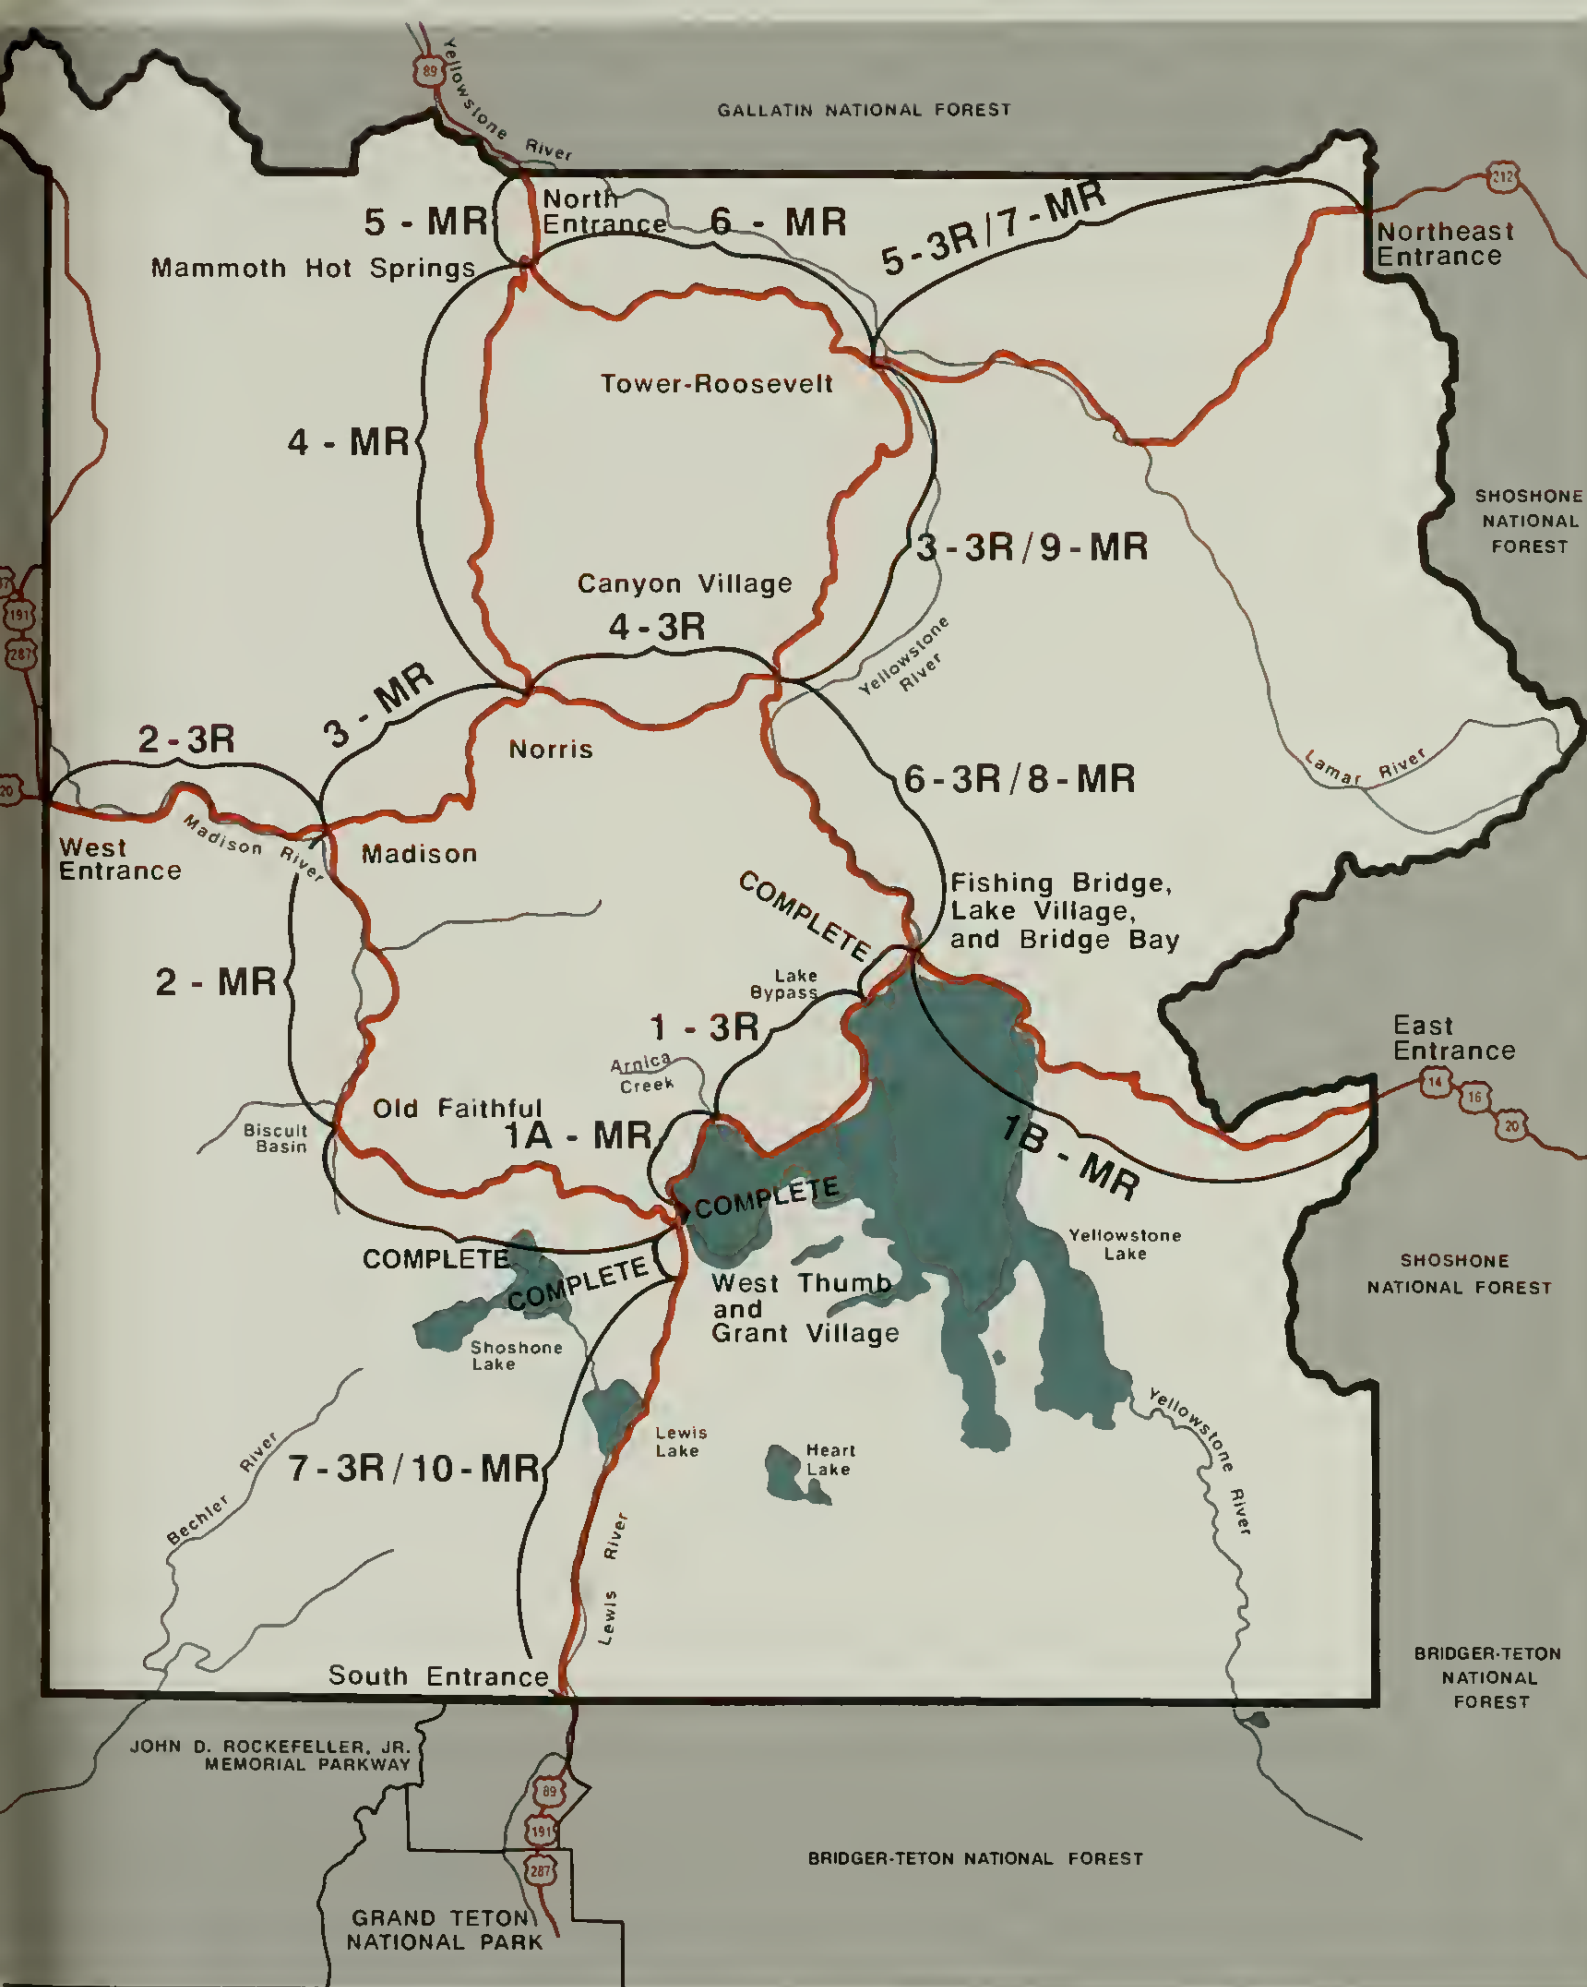 89
Yellowstone River
GALLATIN NATIONAL FOREST
212
5 - MR
North
Entrance
6 - MR
5-3R/7-MR
Northeast
Entrance
Mammoth Hot Springs
Tower-Roosevelt
4 - MR
SHOSHONE
NATIONAL
FOREST
3-3R/9-MR
Canyon Village
4-3R
191
287
Yellowstone
River
3 - MR
2-3R
Norris
Lamar River
20
6-3R/8-MR
West
Entrance
Madison River
Madison
COMPLETE
Fishing Bridge,
Lake Village,
and Bridge Bay
2 - MR
Lake
Bypass
1 - 3R
East
Entrance
Arnica
Creek
14
16
20
Old Faithful
Biscuit
Basin
1A - MR
1B - MR
COMPLETE
Yellowstone
Lake
COMPLETE
COMPLETE
SHOSHONE
NATIONAL FOREST
West Thumb
and
Grant Village
Shoshone
Lake
Yellowstone River
Lewis
Lake
Heart
Lake
7-3R/10-MR
Bechler River
Lewis River
South Entrance
BRIDGER-TETON
NATIONAL
FOREST
JOHN D. ROCKEFELLER, JR.
MEMORIAL PARKWAY
89
191
287
BRIDGER-TETON NATIONAL FOREST
GRAND TETON
NATIONAL PARK